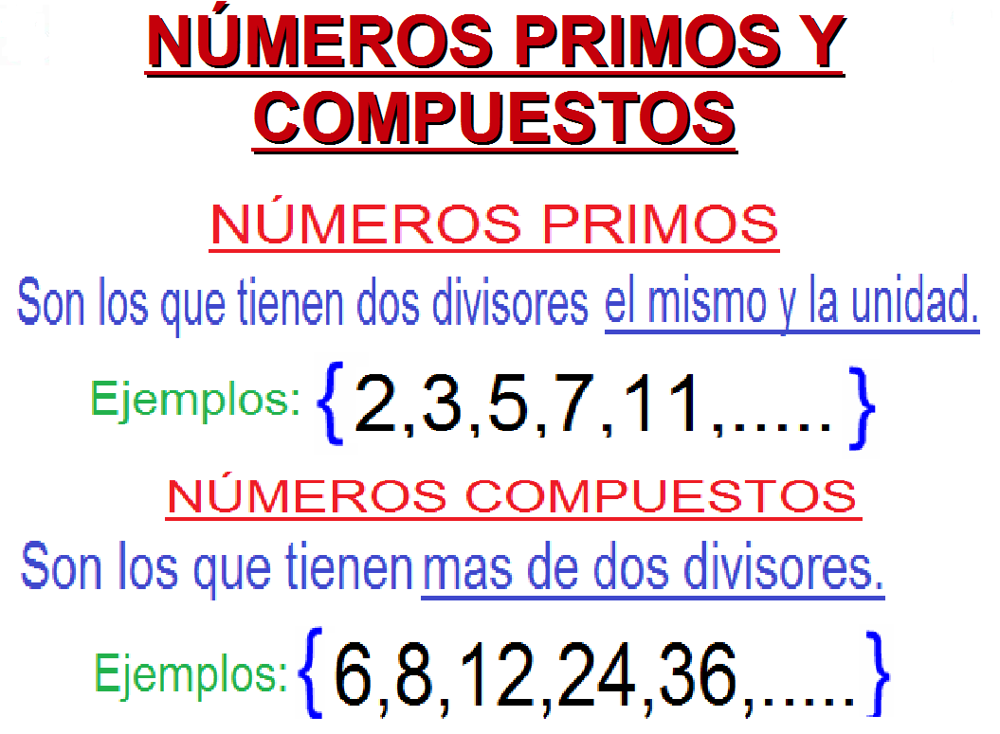 NÚMEROS PRIMOS Y
COMPUESTOS
NÚMEROS PRIMOS
Son los que tienen dos divisores el mismo y la unidad.
Ejemplos: {2,3,5,7,11,.....}
NÚMEROS COMPUESTOS
Son los que tienen mas de dos divisores.
Ejemplos: {6,8,12,24,36,.....}